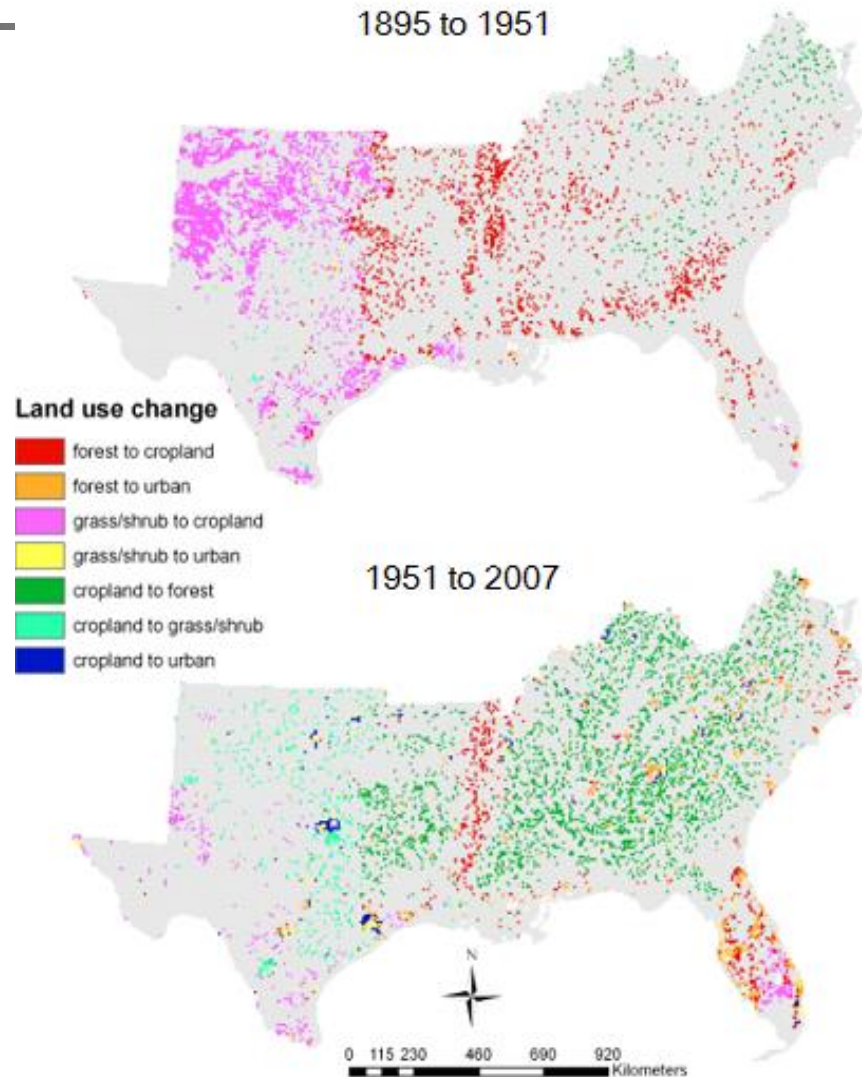 1895 to 1951
Land use change
forest to cropland
forest to urban
grass/shrub to cropland
grass/shrub to urban
cropland to forest
cropland to grass/shrub
cropland to urban
1951 to 2007
N
0 115 230 460 690 920
Kilometers